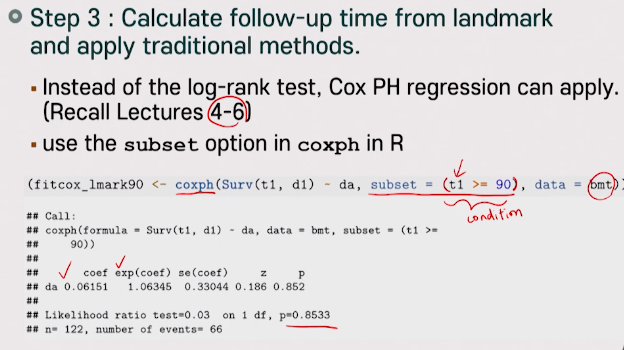 Step 3 : Calculate follow-up time from landmark
and apply traditional methods.
Instead of the log-rank test, Cox PH regression can apply.
(Recall Lectures 4-6)
use the subset option in coxph in R
(fitcox_lmark90 <- coxph(Surv(t1, d1) ~ da, subset = (t1 >= 90), data = bmt))
condition
## Call:
## coxph(formula = Surv(t1, d1) ~ da, data = bmt, subset = (t1 >=
##     90))
##
##       coef exp(coef) se(coef)     z     p
## da 0.06151   1.06345  0.33044 0.186 0.852
##
## Likelihood ratio test=0.03  on 1 df, p=0.8533
## n= 122, number of events= 66